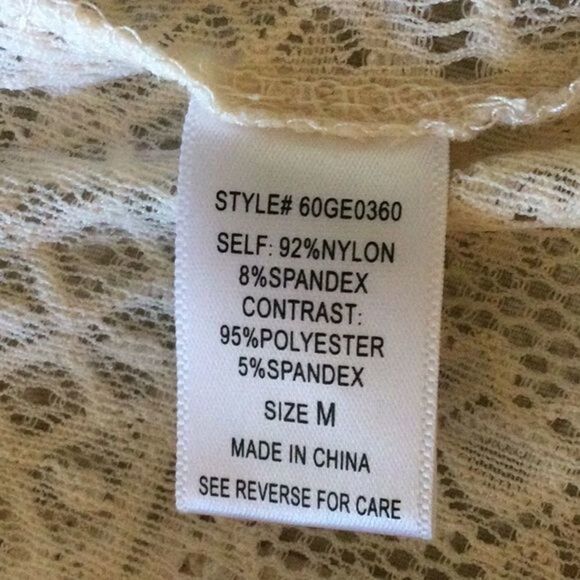 STYLE# 60GE0360
SELF: 92%NYLON
8%SPANDEX
CONTRAST:
95%POLYESTER
5%SPANDEX
SIZE M
MADE IN CHINA
SEE REVERSE FOR CARE